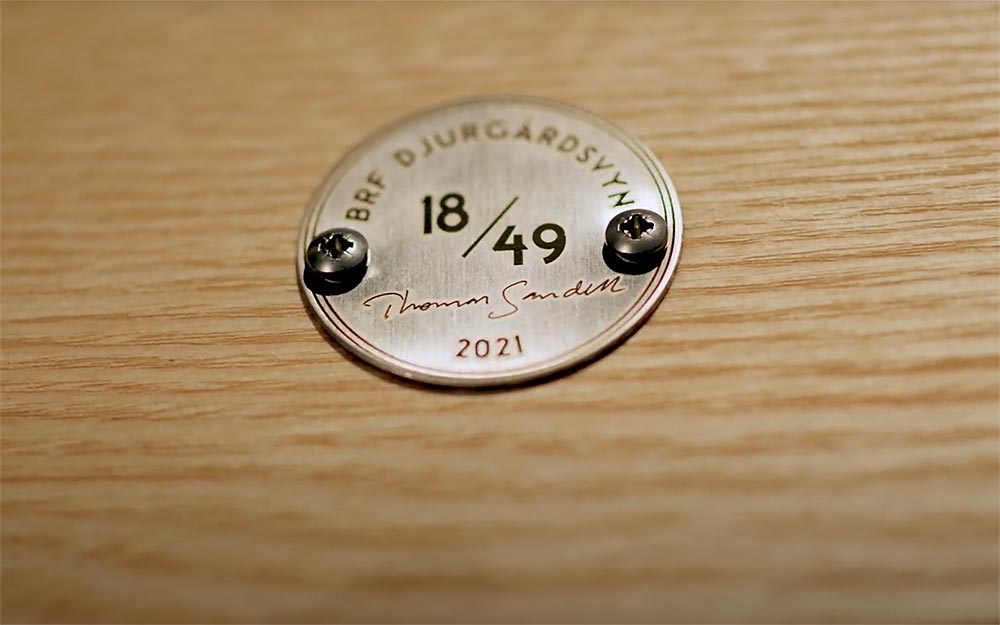 BRF DJURGÅRDSVYN
18/49
Thomas Sandell
2021